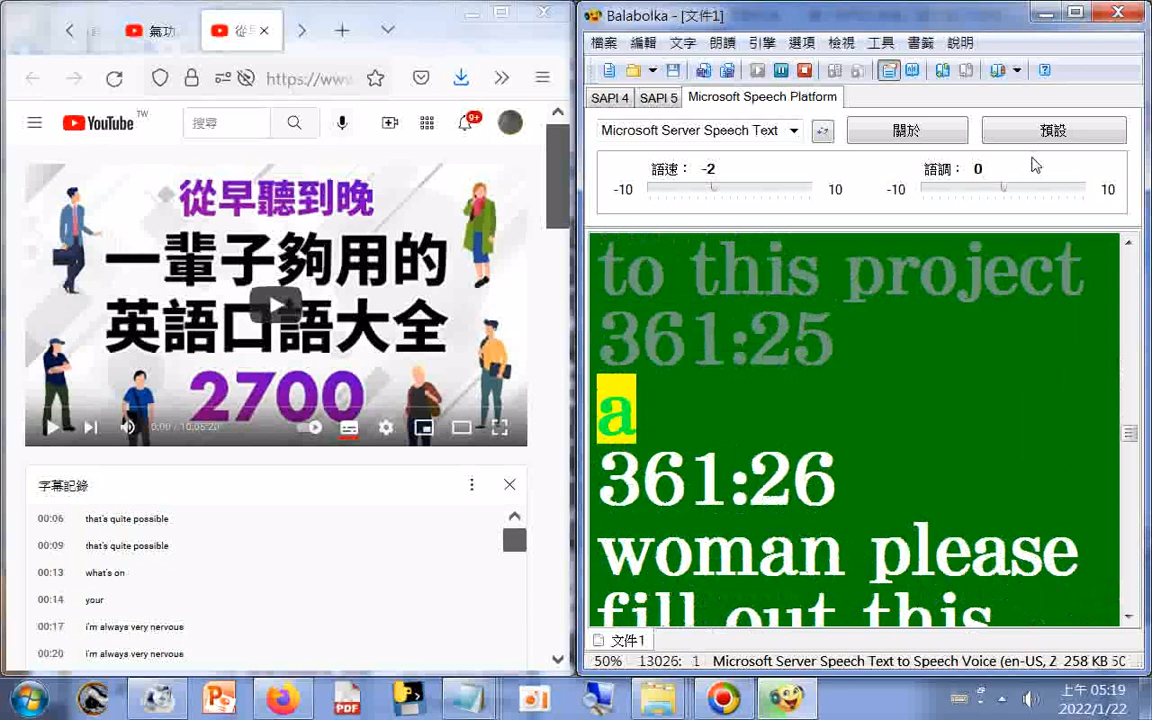 氣功
從
https://www
YouTube TW
搜尋
9+
從早聽到晚
一輩子夠用的
英語口語大全
2700
0:00 / 10:05:20
字幕記錄
00:06 that's quite possible
00:09 that's quite possible
00:13 what's on
00:14 your
00:17 i'm always very nervous
00:20 i'm always very nervous
Balabolka - [文件1]
檔案 編輯 文字 朗讀 引擎 選項 檢視 工具 書籤 說明
SAPI 4 SAPI 5 Microsoft Speech Platform
Microsoft Server Speech Text 關於 預設
語速： -2 語調： 0
-10 10 -10 10
to this project
361:25
a
361:26
woman please
fill out this
文件1
50% 13026: 1 Microsoft Server Speech Text to Speech Voice (en-US, Z 258 KB
PDF
上午 05:19
2022/1/22